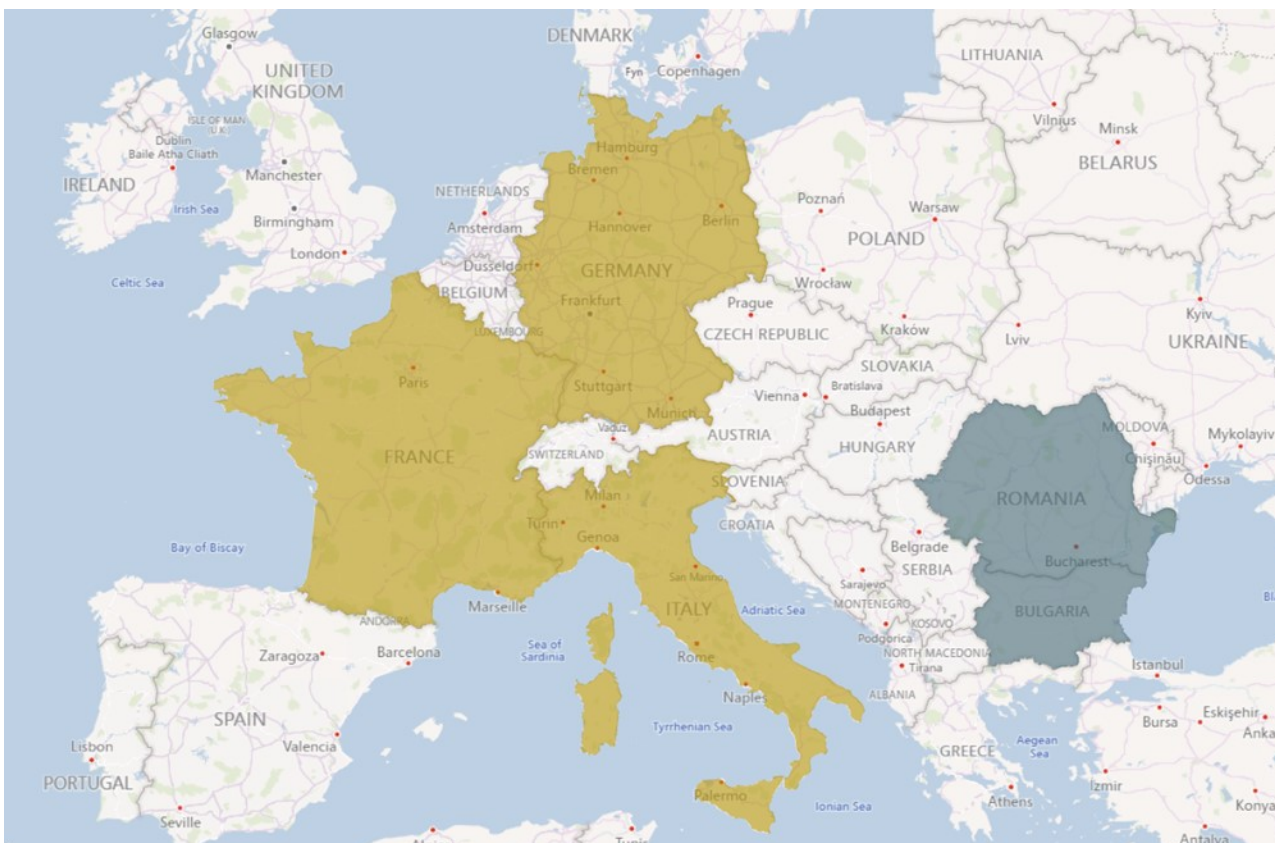 Glasgow
DENMARK
Fyn
Copenhagen
LITHUANIA
UNITED
KINGDOM
Vilnius
Minsk
ISLE OF MAN
(U.K.)
Dublin
Baile Atha Cliath
BELARUS
Hamburg
Bremen
Manchester
IRELAND
NETHERLANDS
Poznań
Warsaw
Irish Sea
Birmingham
Amsterdam
Hannover
Berlin
POLAND
London
Dusseldorf
GERMANY
Celtic Sea
BELGIUM
Wrocław
Frankfurt
Prague
Kyiv
LUXEMBOURG
CZECH REPUBLIC
Kraków
Lviv
UKRAINE
SLOVAKIA
Paris
Stuttgart
Bratislava
Vienna
Munich
Budapest
Vaduz
AUSTRIA
MOLDOVA
HUNGARY
Mykolayiv
FRANCE
SWITZERLAND
Chișinău
SLOVENIA
Odessa
Milan
ROMANIA
Turin
CROATIA
Genoa
Belgrade
Bay of Biscay
Bucharest
SERBIA
San Marino
Sarajevo
Marseille
ITALY
Adriatic Sea
MONTENEGRO
BULGARIA
ANDORRA
KOSOVO
Podgorica
Sea of
Sardinia
Zaragoza
Barcelona
Rome
NORTH MACEDONIA
Tirana
Istanbul
Naples
ALBANIA
SPAIN
Tyrrhenian Sea
Bursa
Eskişehir
Lisbon
Valencia
GREECE
Aegean
Sea
Anka
PORTUGAL
Izmir
Palermo
Ionian Sea
Athens
Konya
Seville
Antalya